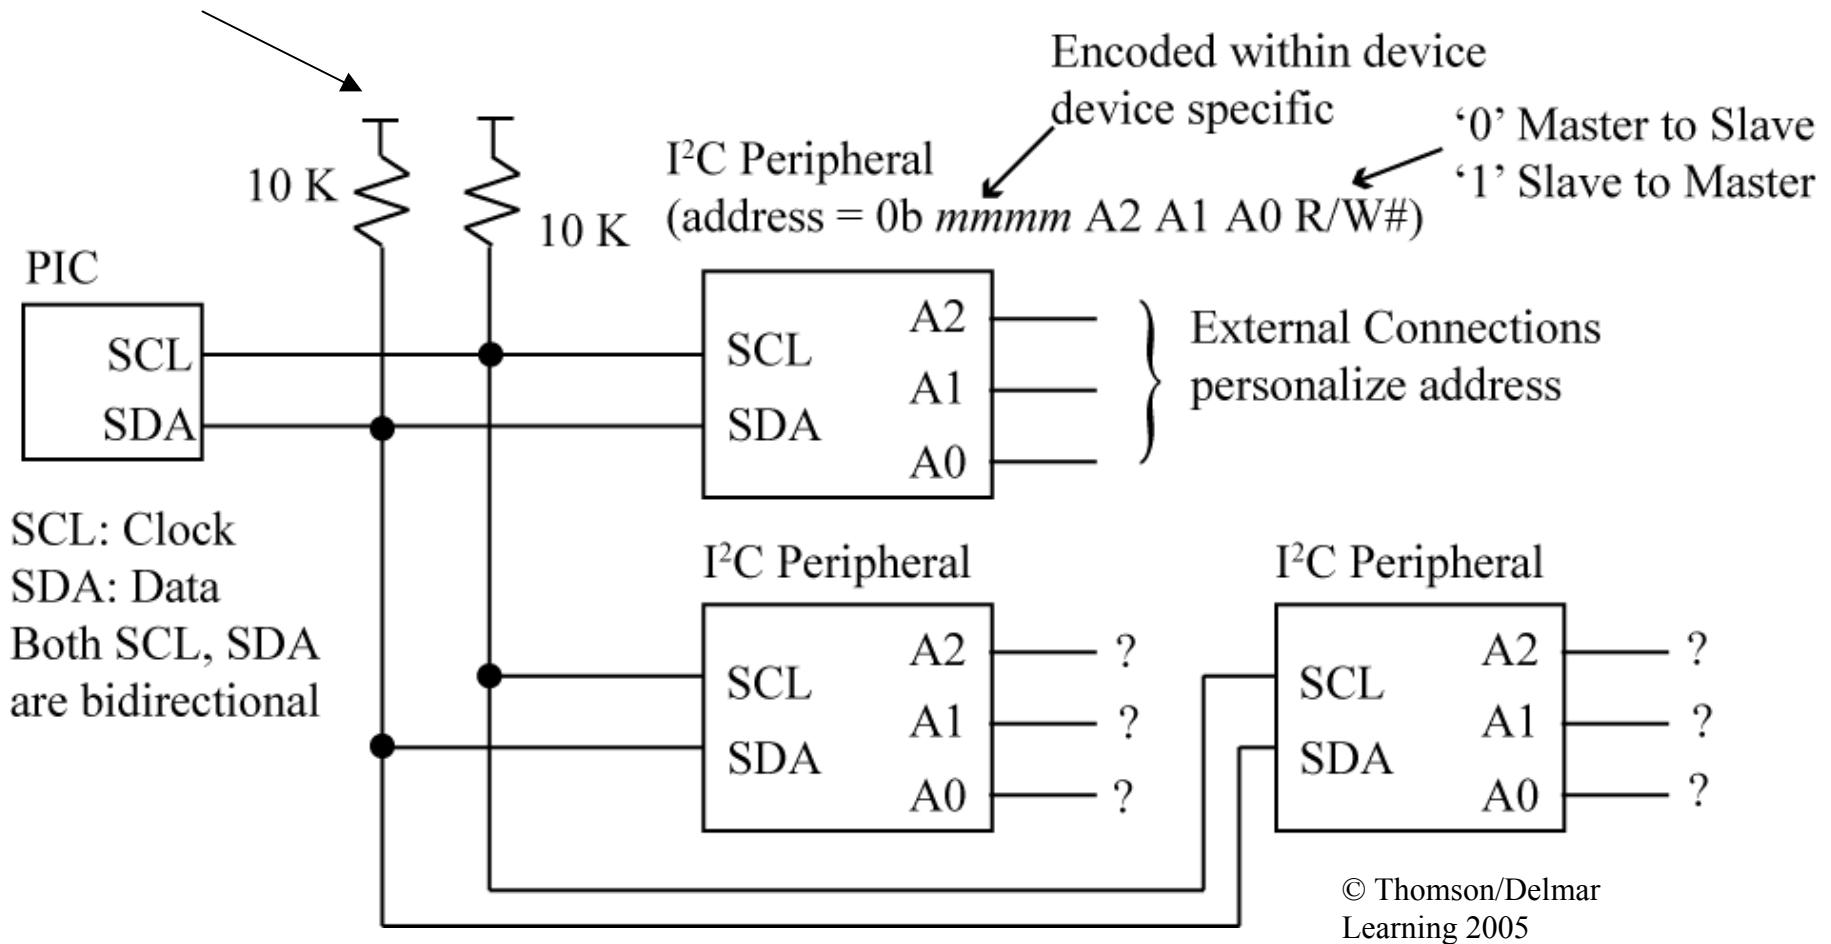 Encoded within device
device specific
‘0’ Master to Slave
‘1’ Slave to Master
I²C Peripheral
(address = 0b mmmm A2 A1 A0 R/W#)
10 K
10 K
PIC
SCL
SDA
SCL
SDA
A2
A1
A0
External Connections
personalize address
SCL: Clock
SDA: Data
Both SCL, SDA
are bidirectional
I²C Peripheral
SCL
SDA
A2 ?
A1 ?
A0 ?
I²C Peripheral
SCL
SDA
A2 ?
A1 ?
A0 ?
© Thomson/Delmar
Learning 2005